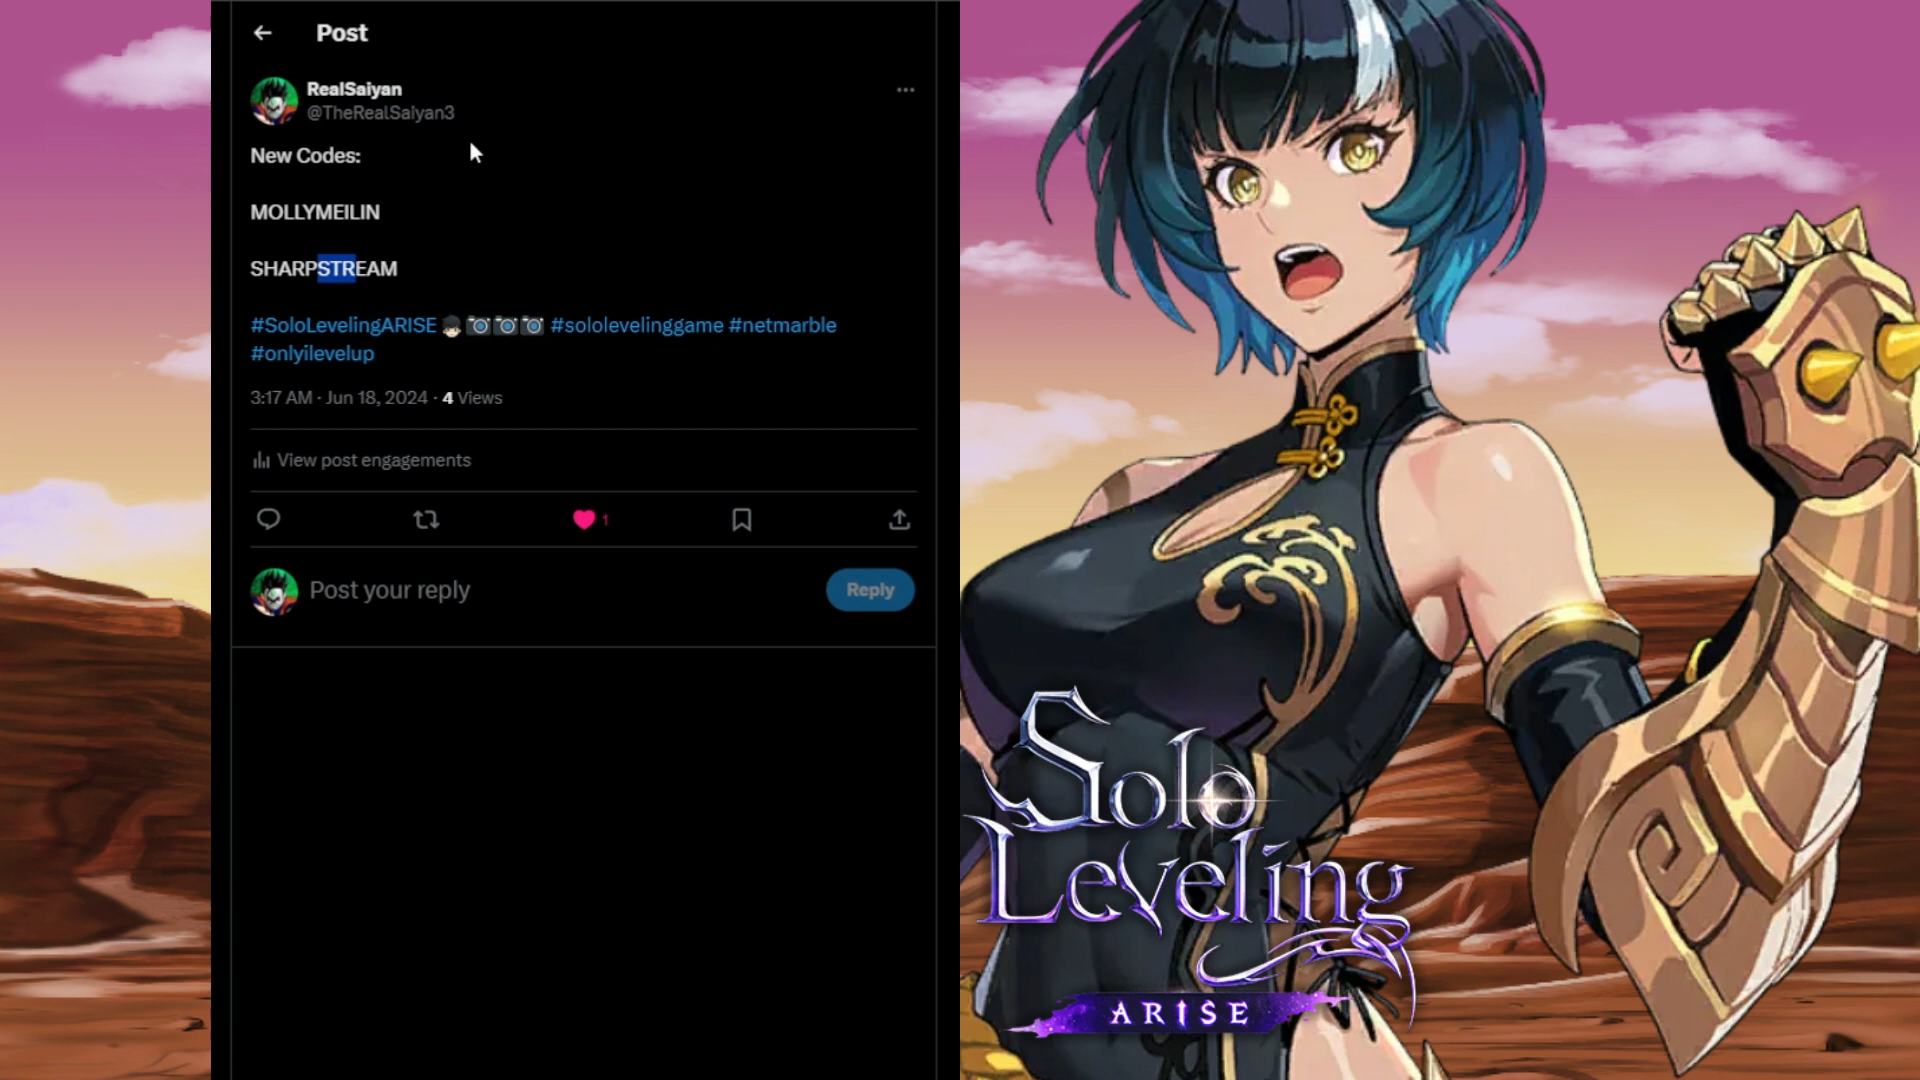 Post
RealSaiyan
@TheRealSaiyan3
New Codes:
MOLLYMEILIN
SHARPSTREAM
#SoloLevelingARISE #sololevelinggame #netmarble
#onlyilevelup
3:17 AM · Jun 18, 2024 · 4 Views
View post engagements
1
Post your reply
Reply
Solo
Leveling
ARISE